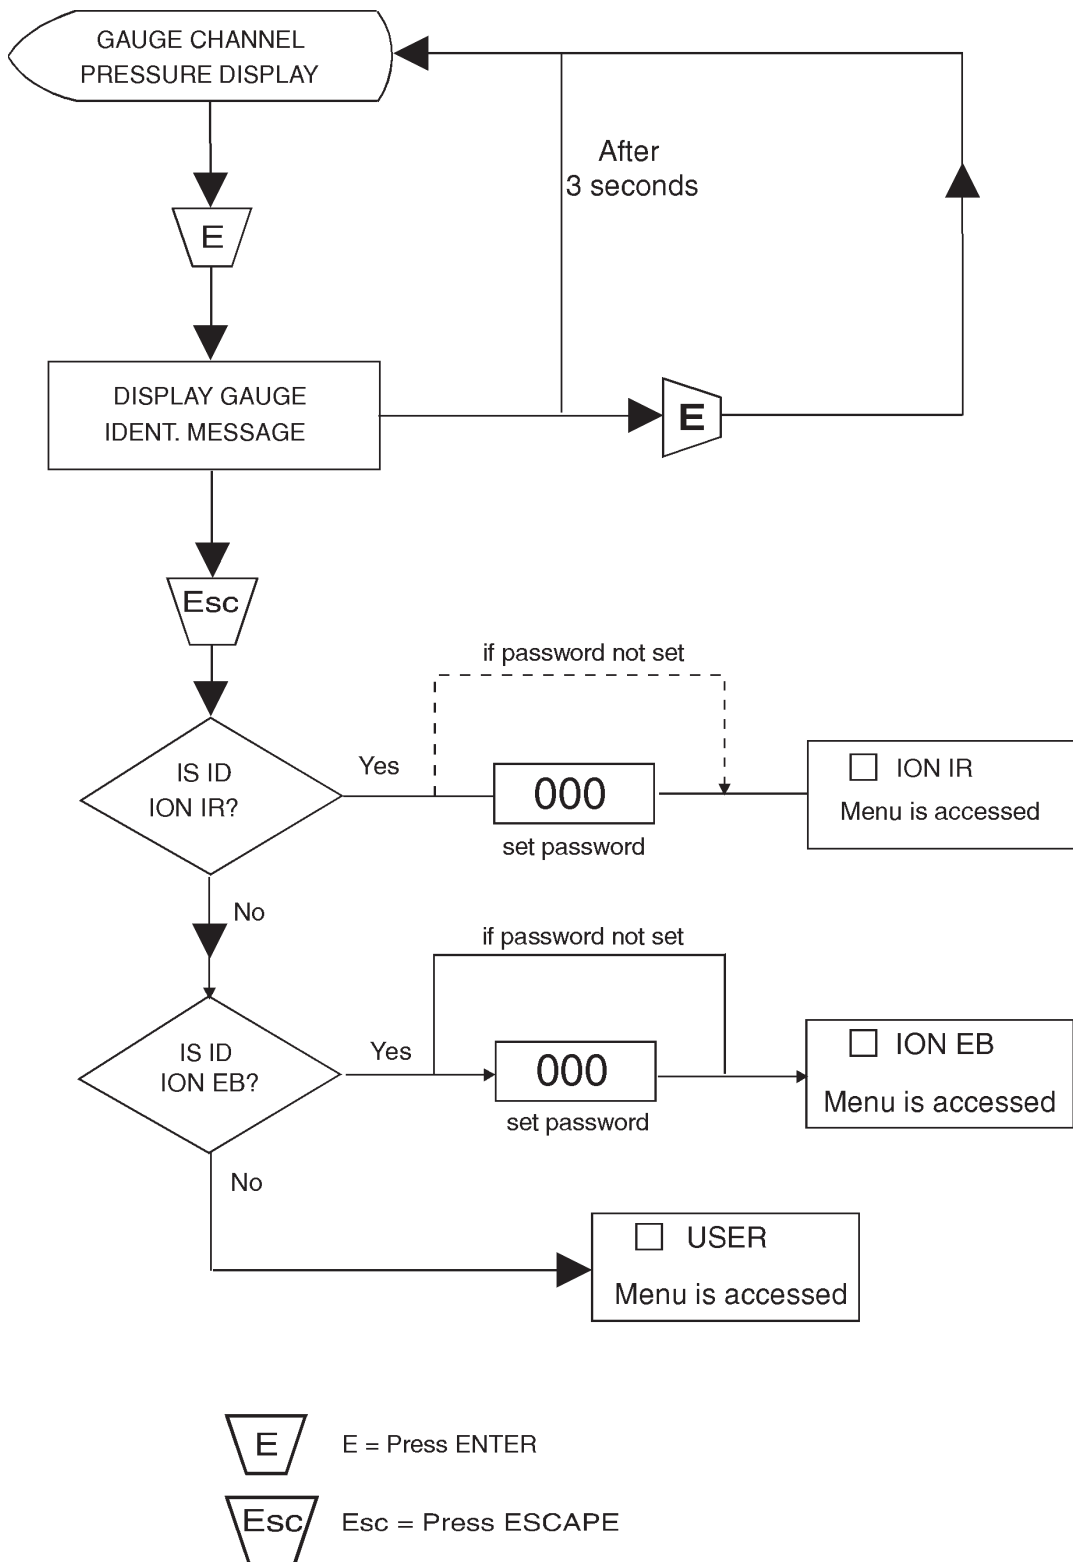 GAUGE CHANNEL
PRESSURE DISPLAY
After
3 seconds
E
DISPLAY GAUGE
IDENT. MESSAGE
E
Esc
if password not set
IS ID
ION IR?
Yes
000
set password
ION IR
Menu is accessed
No
if password not set
IS ID
ION EB?
Yes
000
set password
ION EB
Menu is accessed
No
USER
Menu is accessed
E
E = Press ENTER
Esc
Esc = Press ESCAPE